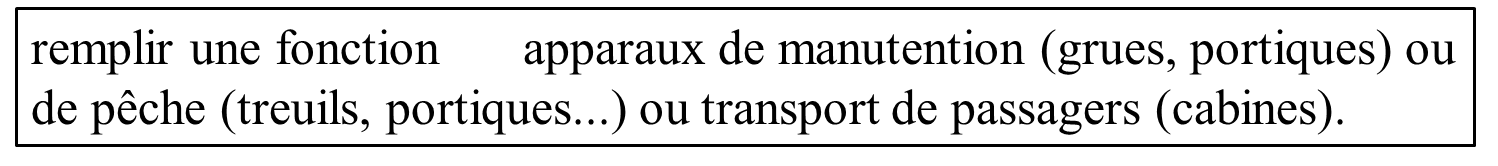 remplir une fonction apparaux de manutention (grues, portiques) ou
de pêche (treuils, portiques...) ou transport de passagers (cabines).